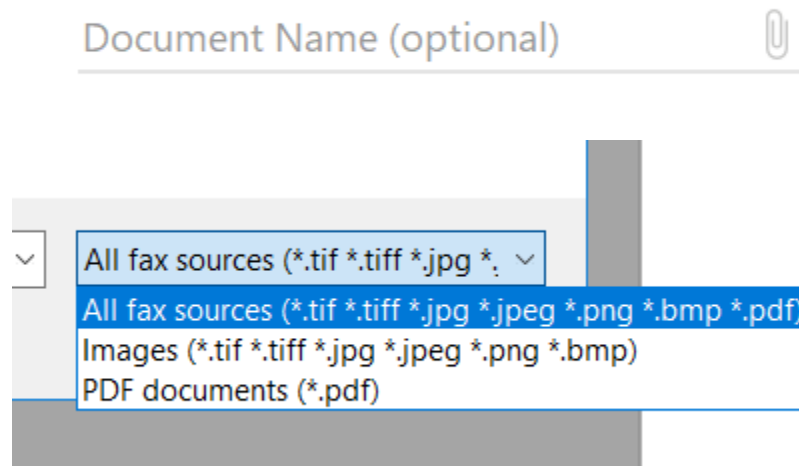 Document Name (optional)
All fax sources (*.tif *.tiff *.jpg *.
All fax sources (*.tif *.tiff *.jpg *.jpeg *.png *.bmp *.pdf)
Images (*.tif *.tiff *.jpg *.jpeg *.png *.bmp)
PDF documents (*.pdf)